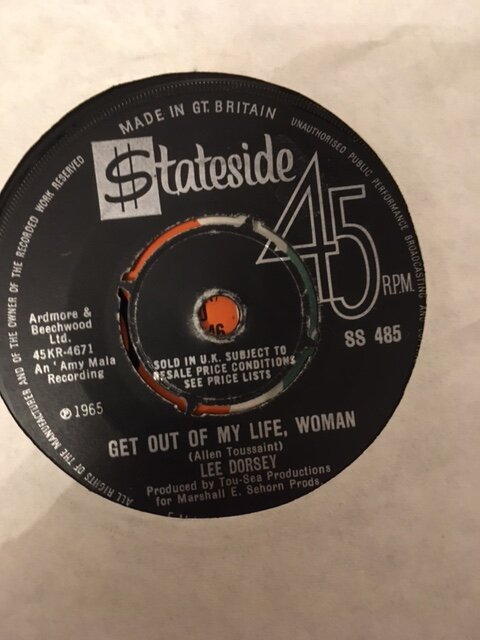 MADE IN GT. BRITAIN
UNAUTHORISED PUBLIC PERFORMANCE BROADCASTING
ALL RIGHTS OF THE MANUFACTURER AND OF THE OWNER OF THE RECORDED WORK RESERVED
$tateside
45
R.P.M.
SS 485
Ardmore &
Beechwood
Ltd.
45KR-4671
An 'Amy Mala
Recording
℗ 1965
SOLD IN U.K. SUBJECT TO
RESALE PRICE CONDITIONS
SEE PRICE LISTS
GET OUT OF MY LIFE, WOMAN
(Allen Toussaint)
LEE DORSEY
Produced by Tou-Sea Productions
for Marshall E. Sehorn Prods.